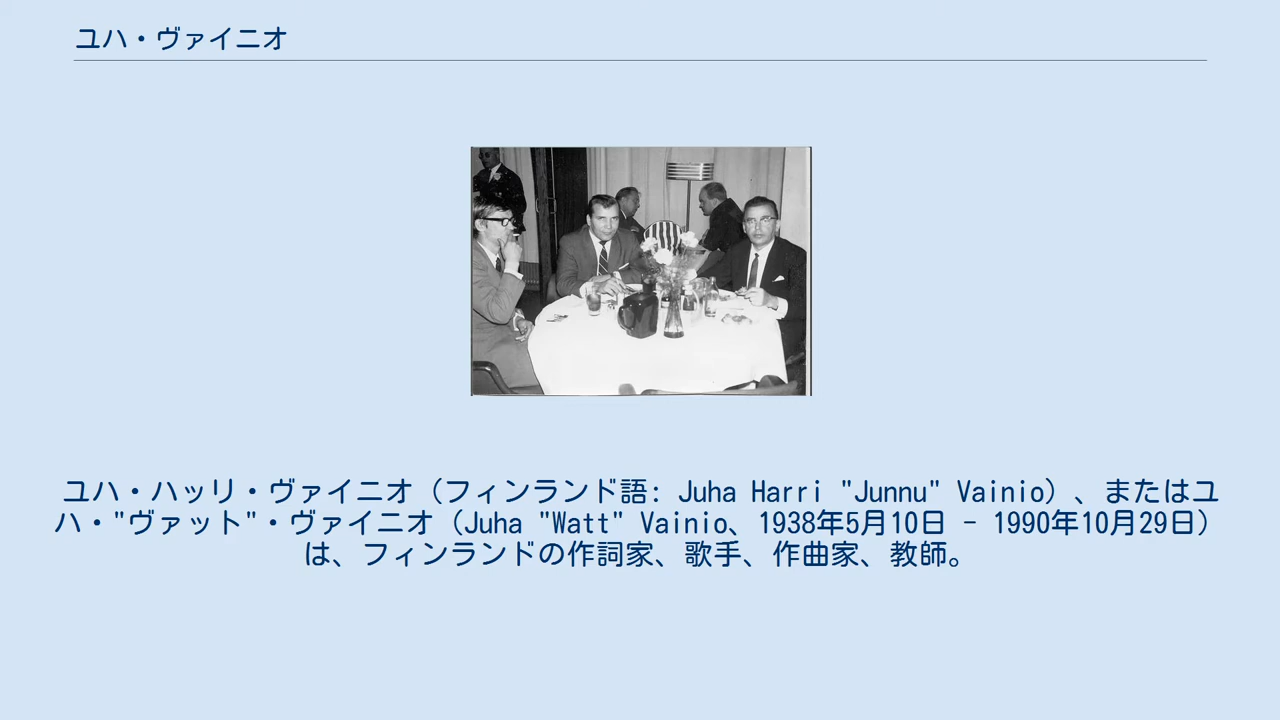 ユハ・ヴァイニオ
ユハ・ハッリ・ヴァイニオ（フィンランド語: Juha Harri "Junnu" Vainio）、またはユ
ハ・"ヴァット"・ヴァイニオ（Juha "Watt" Vainio、1938年5月10日 - 1990年10月29日）
は、フィンランドの作詞家、歌手、作曲家、教師。